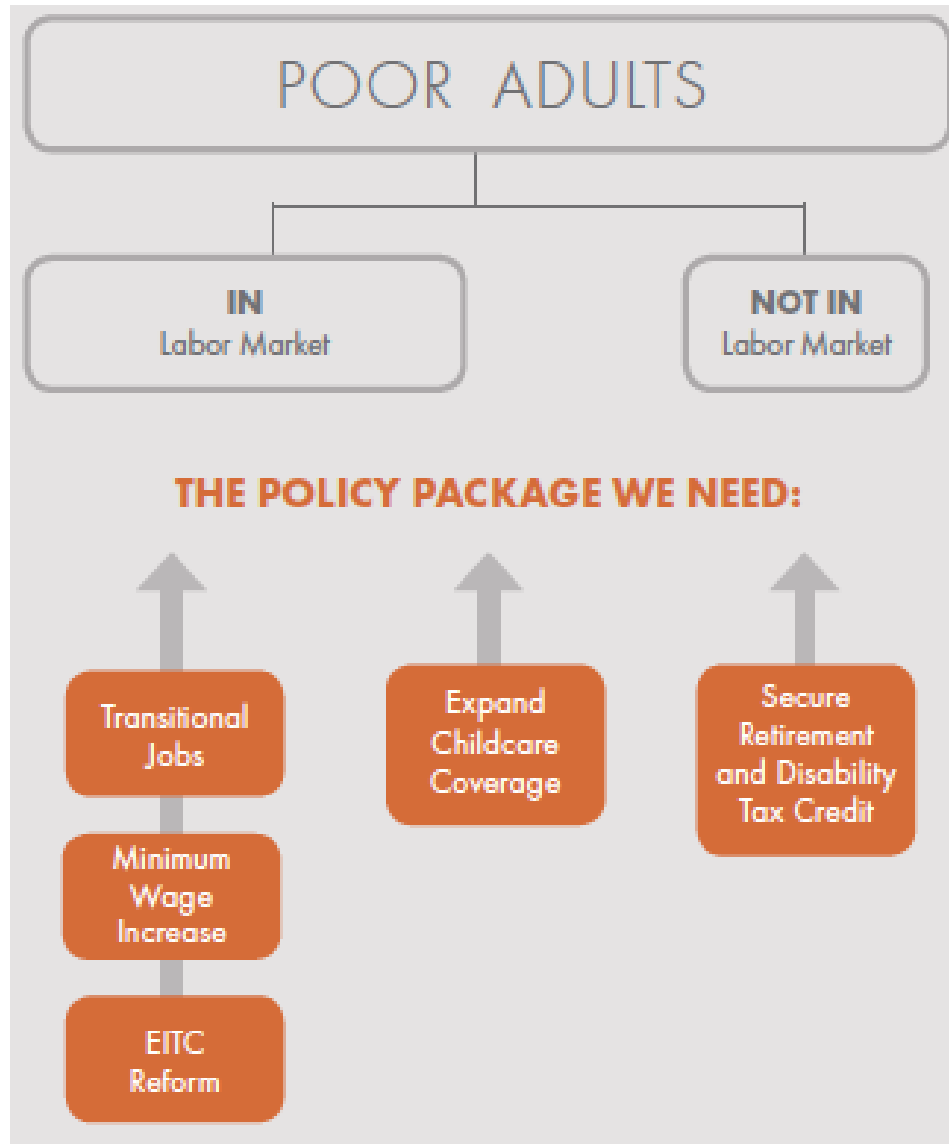 POOR ADULTS
IN
Labor Market
NOT IN
Labor Market
THE POLICY PACKAGE WE NEED:
Transitional
Jobs
Minimum
Wage
Increase
EITC
Reform
Expand
Childcare
Coverage
Secure
Retirement
and Disability
Tax Credit